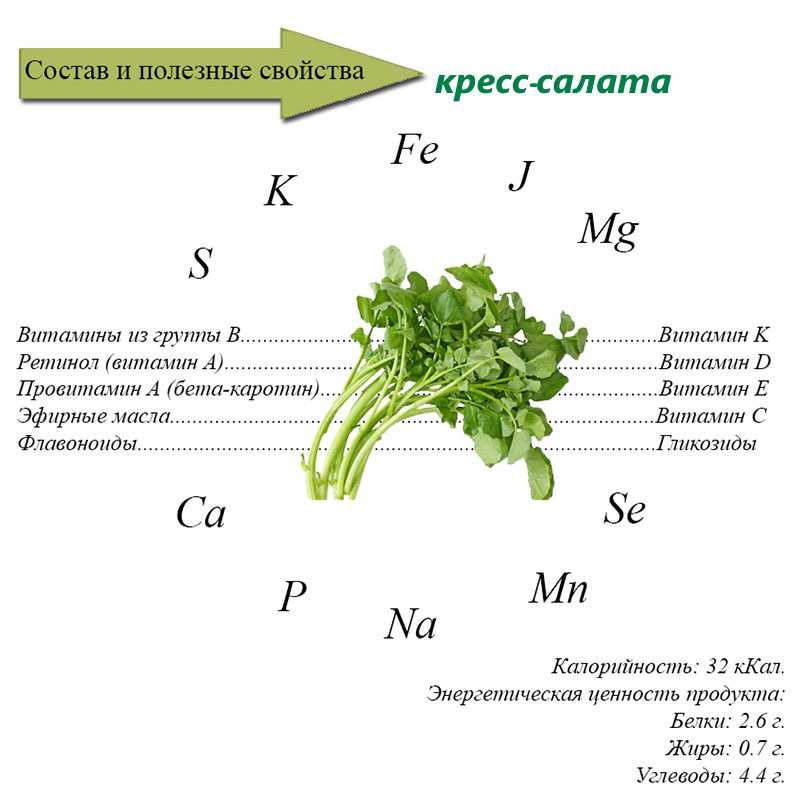 Состав и полезные свойства
кресс-салата
Fe
J
K
Mg
S
Витамины из группы B.......Витамин K
Ретинол (витамин A).......Витамин D
Провитамин A (бета-каротин).......Витамин E
Эфирные масла.......Витамин C
Флавоноиды.......Гликозиды
Ca
Se
P
Mn
Na
Калорийность: 32 кКал.
Энергетическая ценность продукта:
Белки: 2.6 г.
Жиры: 0.7 г.
Углеводы: 4.4 г.